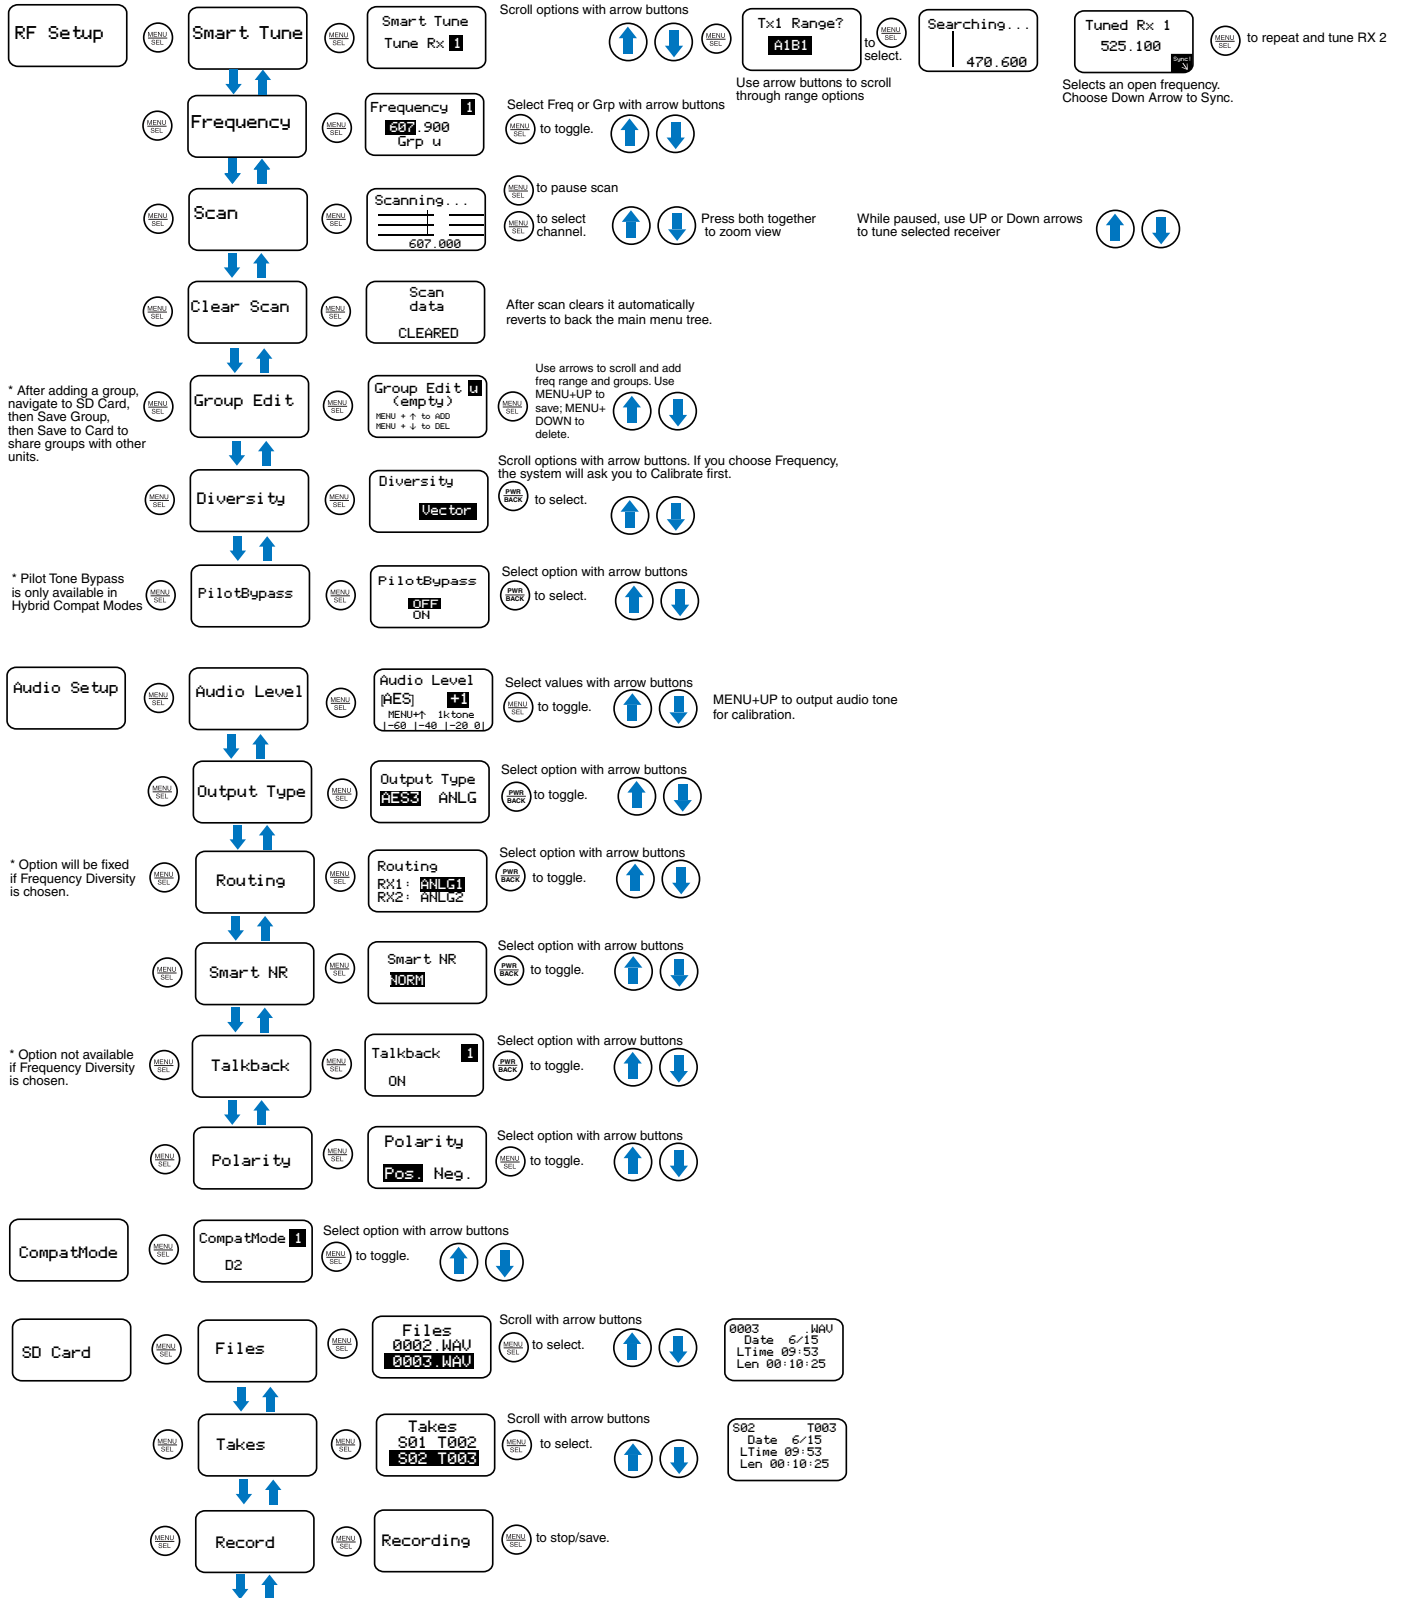 RF Setup
MENU
SEL
Smart Tune
MENU
SEL
Smart Tune
Tune Rx 1
Scroll options with arrow buttons
MENU
SEL
Tx1 Range?
A1B1
Use arrow buttons to scroll
through range options
MENU
SEL
to
select.
Searching...
470.600
Tuned Rx 1
525.100
Sync!
Selects an open frequency.
Choose Down Arrow to Sync.
MENU
SEL
to repeat and tune RX 2
MENU
SEL
Frequency
MENU
SEL
Frequency 1
607.900
Grp u
Select Freq or Grp with arrow buttons
MENU
SEL
to toggle.
MENU
SEL
Scan
MENU
SEL
Scanning...
607.000
MENU
SEL
to pause scan
MENU
SEL
to select
channel.
Press both together
to zoom view
While paused, use UP or Down arrows
to tune selected receiver
MENU
SEL
Clear Scan
MENU
SEL
Scan
data
CLEARED
After scan clears it automatically
reverts to back the main menu tree.
* After adding a group,
navigate to SD Card,
then Save Group,
then Save to Card to
share groups with other
units.
MENU
SEL
Group Edit
MENU
SEL
Group Edit u
(empty)
MENU + ↑ to ADD
MENU + ↓ to DEL
MENU
SEL
Use arrows to scroll and add
freq range and groups. Use
MENU+UP to
save; MENU+
DOWN to
delete.
MENU
SEL
Diversity
MENU
SEL
Diversity
Vector
Scroll options with arrow buttons. If you choose Frequency,
the system will ask you to Calibrate first.
PWR
BACK
to select.
* Pilot Tone Bypass
is only available in
Hybrid Compat Modes
MENU
SEL
PilotBypass
MENU
SEL
PilotBypass
OFF
ON
Select option with arrow buttons
PWR
BACK
to select.
Audio Setup
MENU
SEL
Audio Level
MENU
SEL
Audio Level
[AES] +1
MENU+↑ 1ktone
|-60 |-40 |-20 0|
Select values with arrow buttons
MENU
SEL
to toggle.
MENU+UP to output audio tone
for calibration.
MENU
SEL
Output Type
MENU
SEL
Output Type
AES3 ANLG
Select option with arrow buttons
PWR
BACK
to toggle.
* Option will be fixed
if Frequency Diversity
is chosen.
MENU
SEL
Routing
MENU
SEL
Routing
RX1: ANLG1
RX2: ANLG2
Select option with arrow buttons
PWR
BACK
to toggle.
MENU
SEL
Smart NR
MENU
SEL
Smart NR
NORM
Select option with arrow buttons
PWR
BACK
to toggle.
* Option not available
if Frequency Diversity
is chosen.
MENU
SEL
Talkback
MENU
SEL
Talkback 1
ON
Select option with arrow buttons
PWR
BACK
to toggle.
MENU
SEL
Polarity
MENU
SEL
Polarity
Pos. Neg.
Select option with arrow buttons
MENU
SEL
to toggle.
CompatMode
MENU
SEL
CompatMode 1
D2
Select option with arrow buttons
MENU
SEL
to toggle.
SD Card
MENU
SEL
Files
MENU
SEL
Files
0002.WAV
0003.WAV
Scroll with arrow buttons
MENU
SEL
to select.
0003 .WAV
Date 6/15
LTime 09:53
Len 00:10:25
MENU
SEL
Takes
MENU
SEL
Takes
S01 T002
S02 T003
Scroll with arrow buttons
MENU
SEL
to select.
S02 T003
Date 6/15
LTime 09:53
Len 00:10:25
MENU
SEL
Record
MENU
SEL
Recording
MENU
SEL
to stop/save.